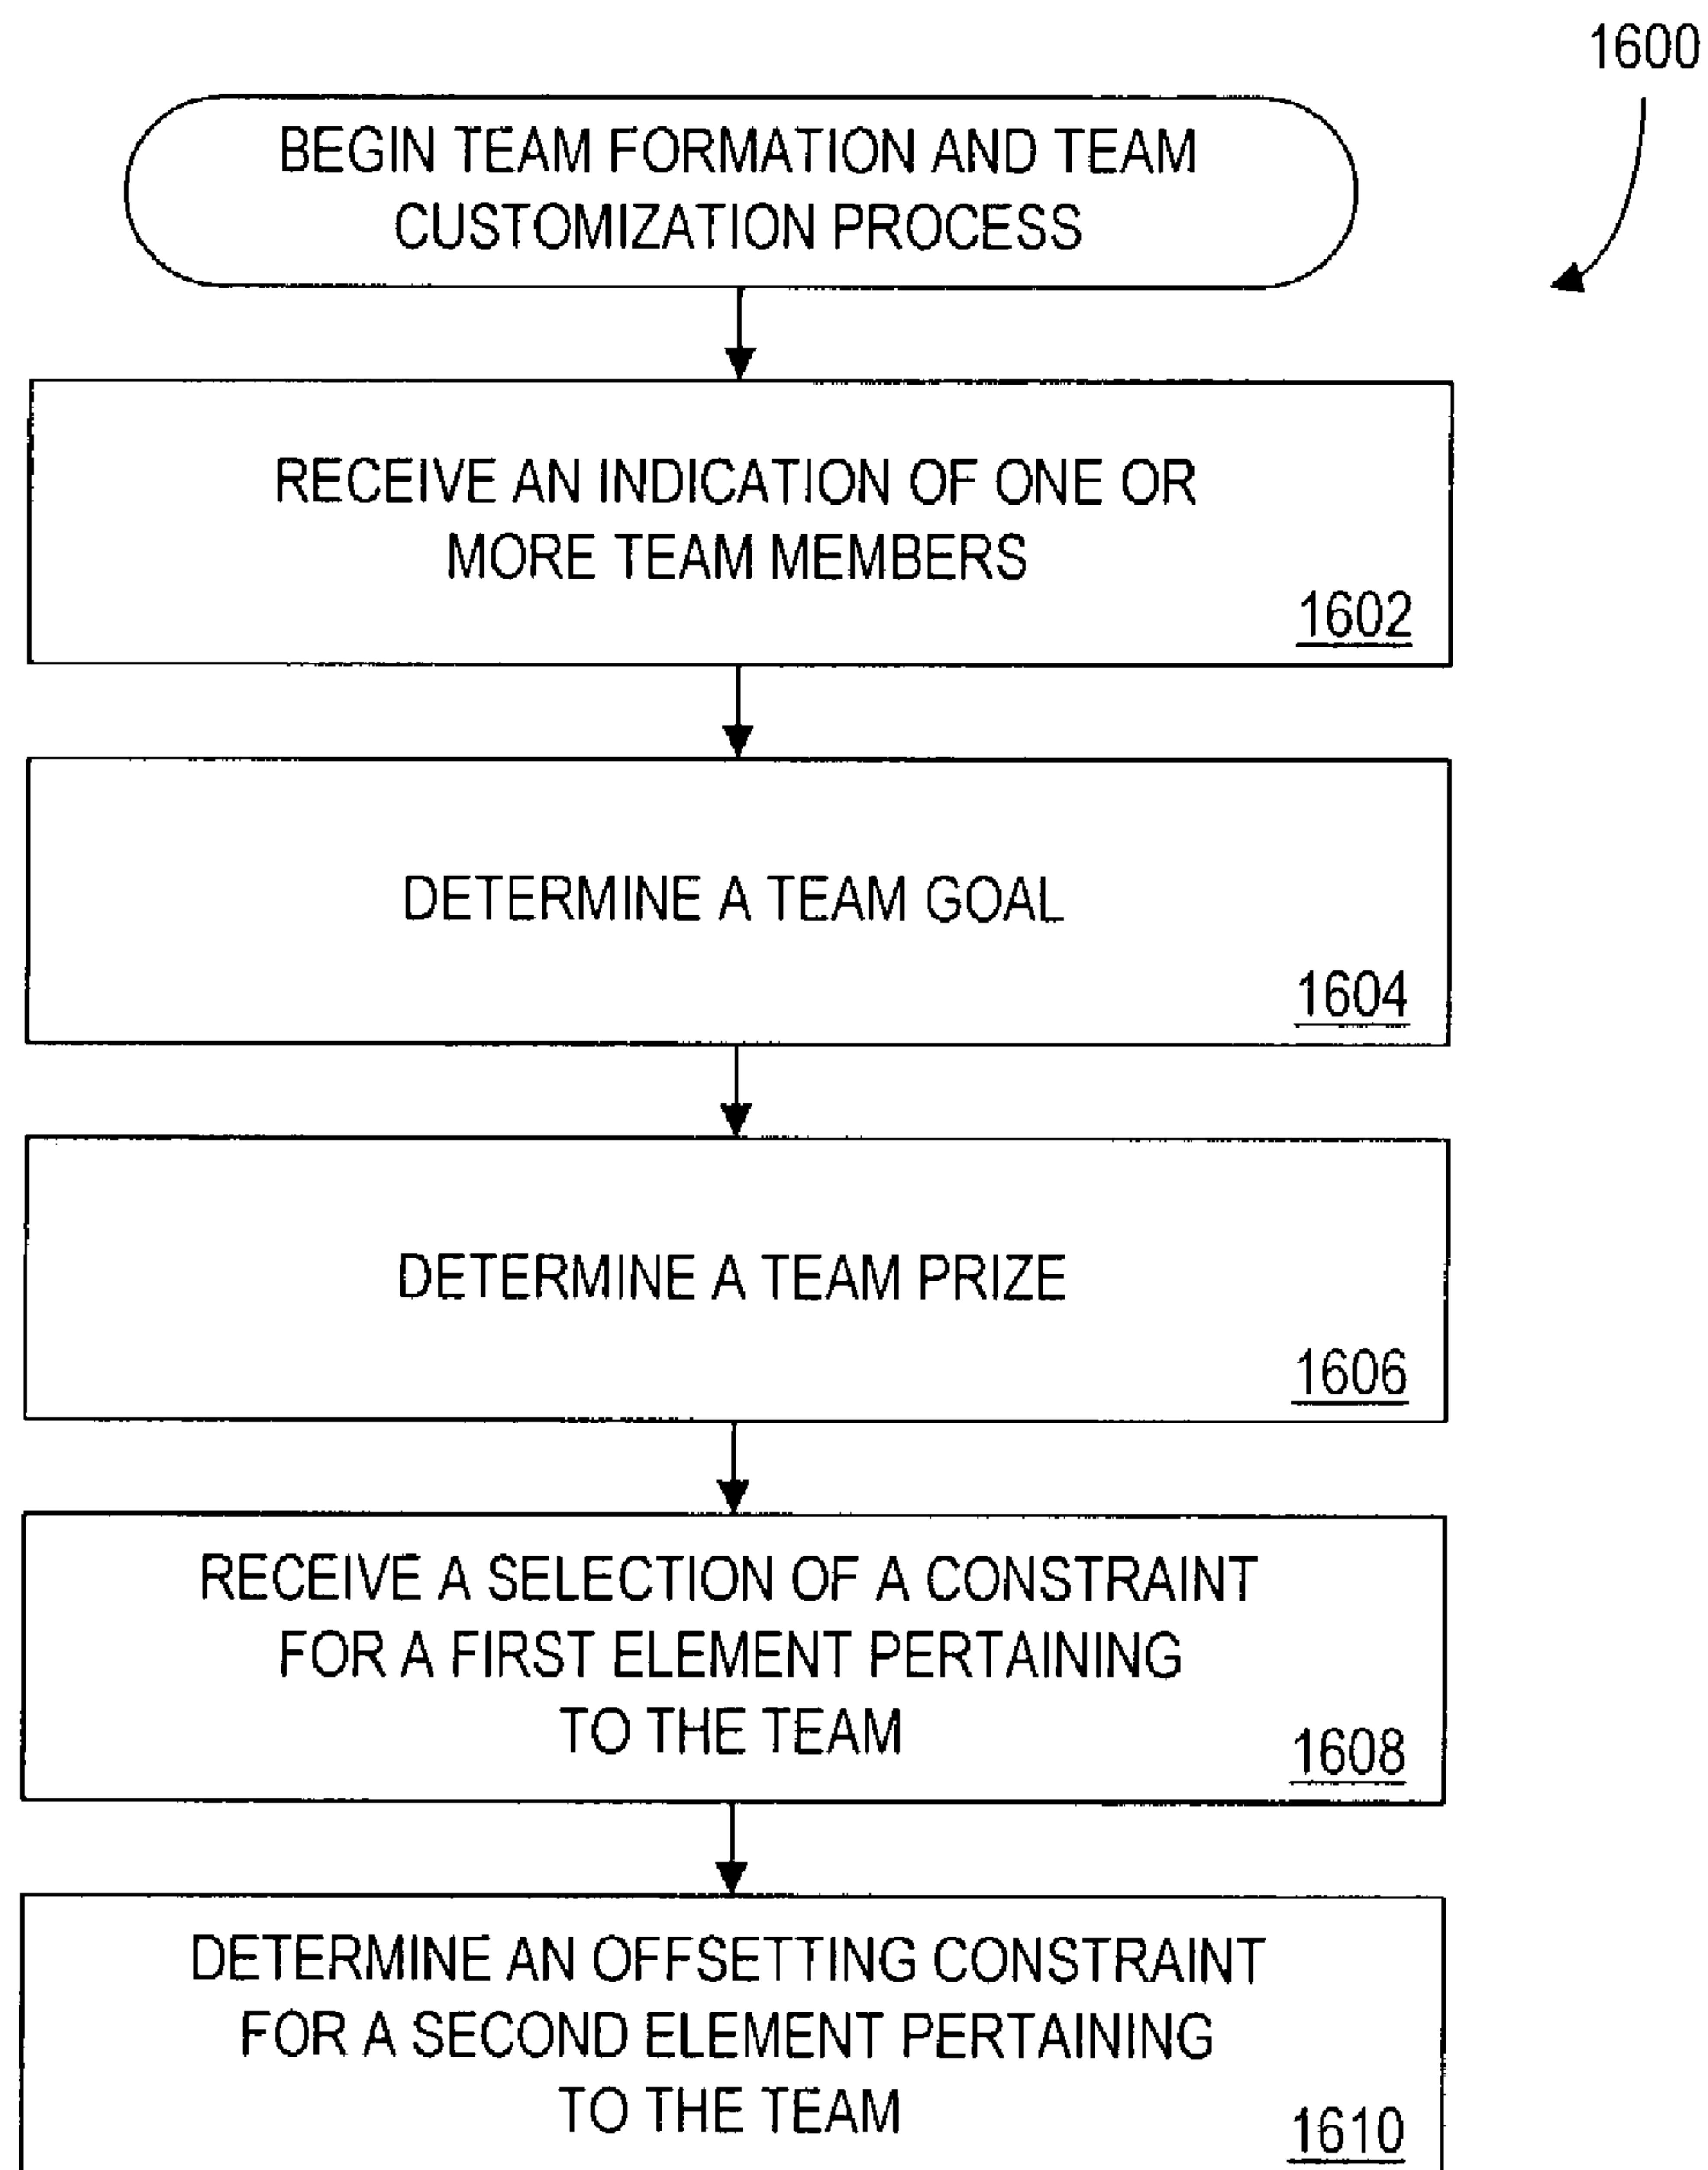 1600
BEGIN TEAM FORMATION AND TEAM
CUSTOMIZATION PROCESS
RECEIVE AN INDICATION OF ONE OR
MORE TEAM MEMBERS
1602
DETERMINE A TEAM GOAL
1604
DETERMINE A TEAM PRIZE
1606
RECEIVE A SELECTION OF A CONSTRAINT
FOR A FIRST ELEMENT PERTAINING
TO THE TEAM
1608
DETERMINE AN OFFSETTING CONSTRAINT
FOR A SECOND ELEMENT PERTAINING
TO THE TEAM
1610